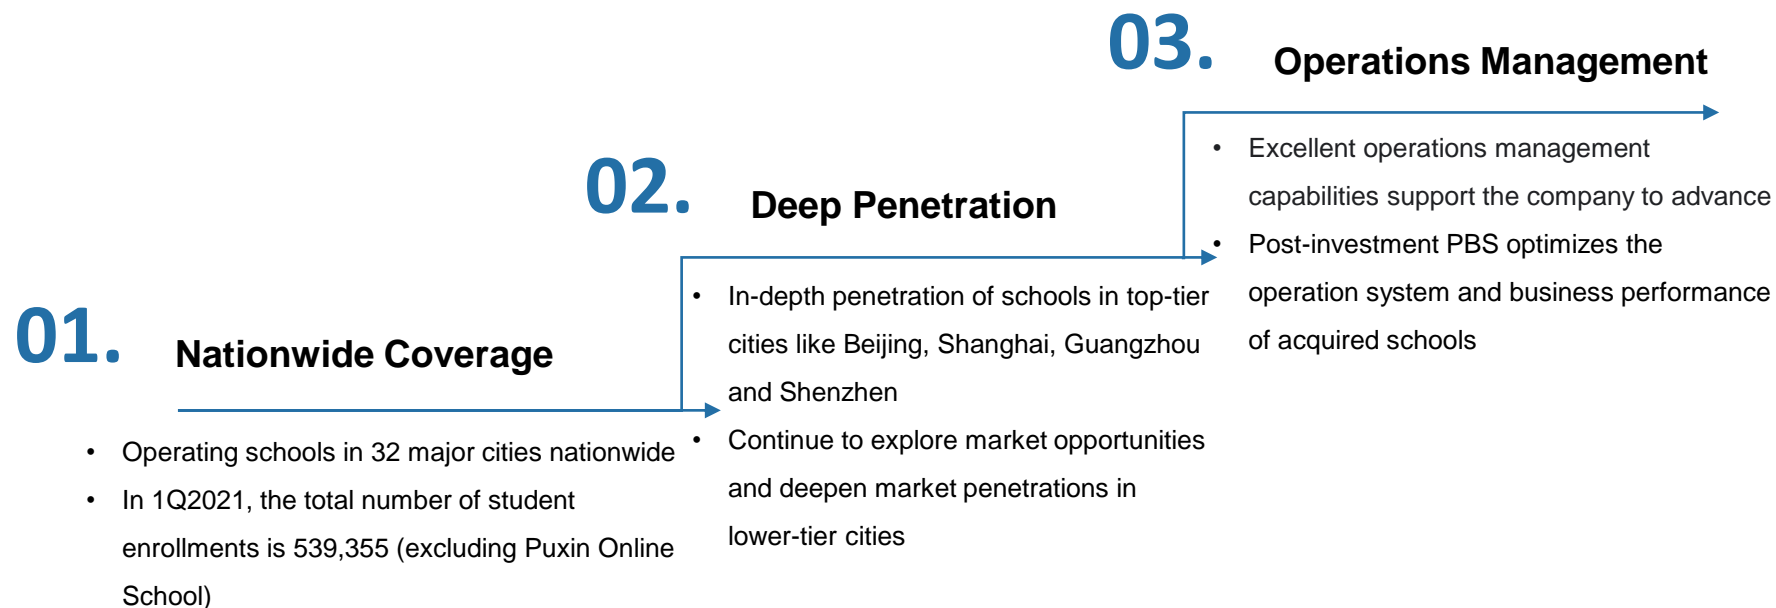 01.
Nationwide Coverage
• Operating schools in 32 major cities nationwide
• In 1Q2021, the total number of student
enrollments is 539,355 (excluding Puxin Online
School)
02.
Deep Penetration
• In-depth penetration of schools in top-tier
cities like Beijing, Shanghai, Guangzhou
and Shenzhen
• Continue to explore market opportunities
and deepen market penetrations in
lower-tier cities
03.
Operations Management
• Excellent operations management
capabilities support the company to advance
• Post-investment PBS optimizes the
operation system and business performance
of acquired schools